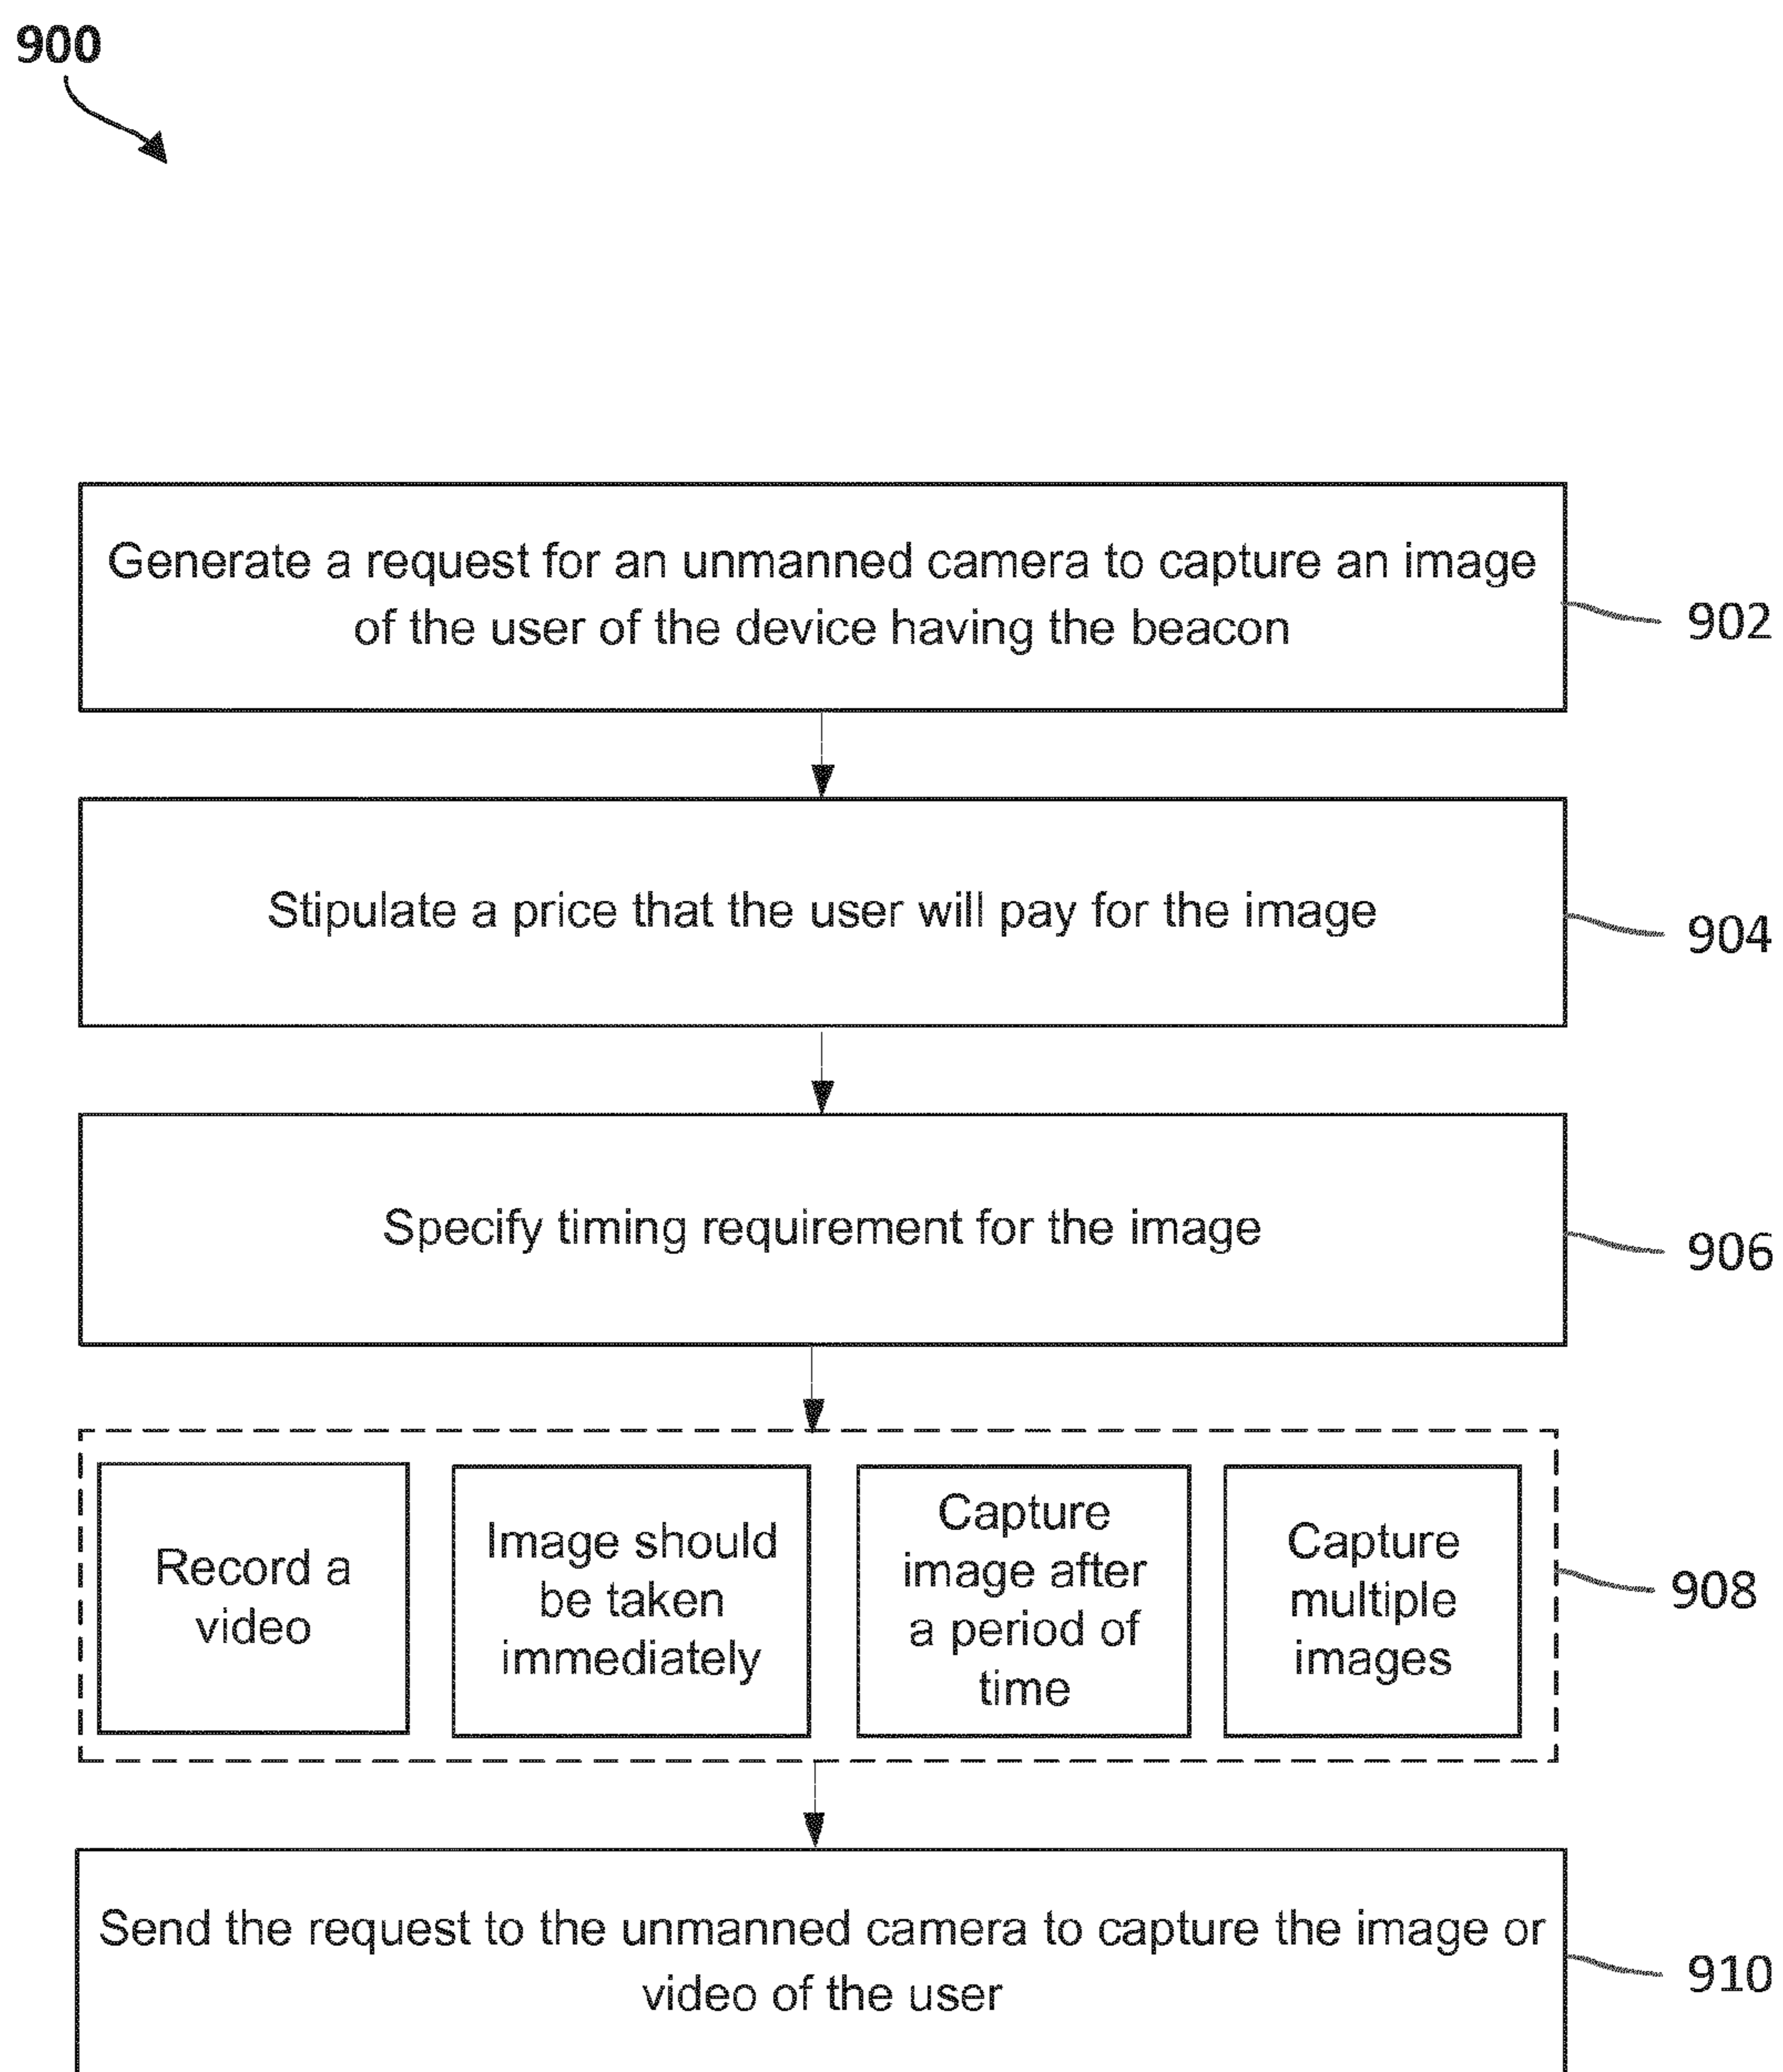 900
Generate a request for an unmanned camera to capture an image
of the user of the device having the beacon
902
Stipulate a price that the user will pay for the image
904
Specify timing requirement for the image
906
Record a
video
Image should
be taken
immediately
Capture
image after
a period of
time
Capture
multiple
images
908
Send the request to the unmanned camera to capture the image or
video of the user
910